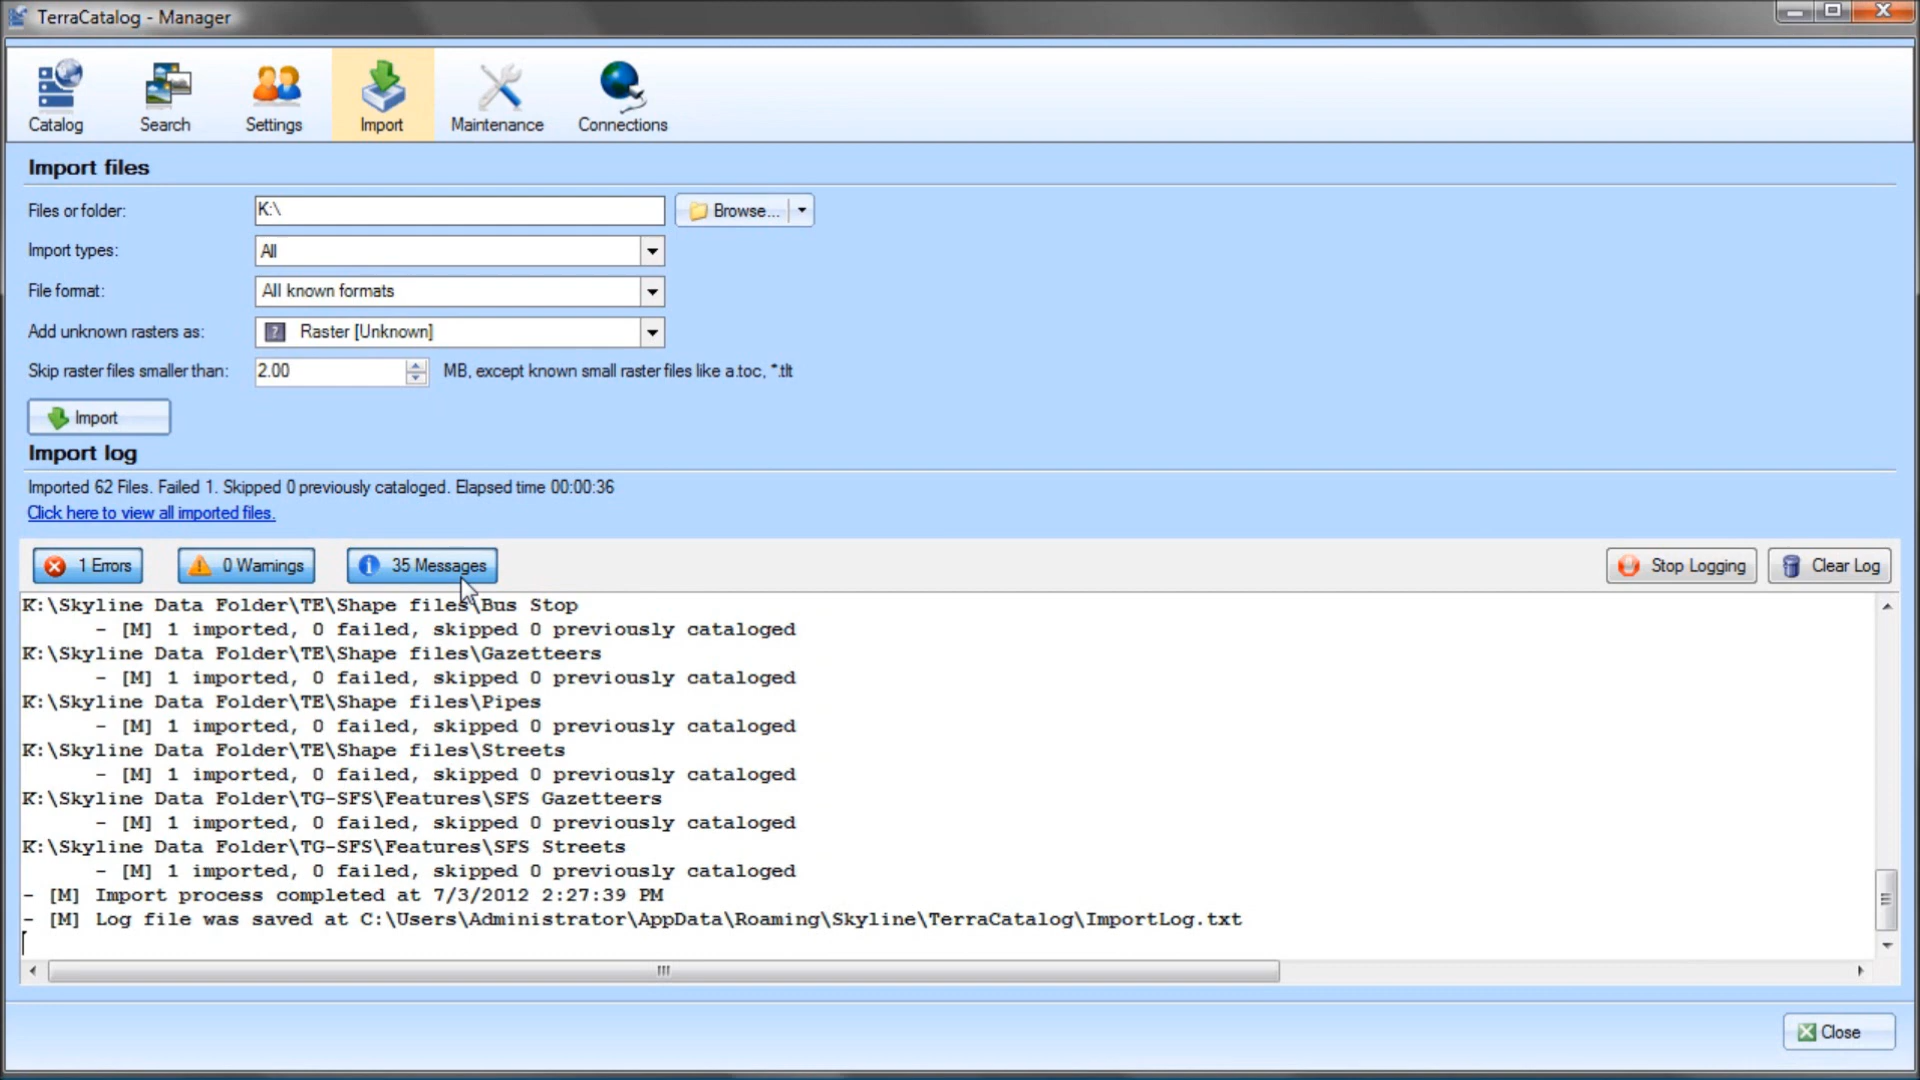 TerraCatalog - Manager
Catalog Search Settings Import Maintenance Connections
Import files
Files or folder: K:\ Browse...
Import types: All
File format: All known formats
Add unknown rasters as: ? Raster [Unknown]
Skip raster files smaller than: 2.00 MB, except known small raster files like a.toc, *.tlt
Import
Import log
Imported 62 Files. Failed 1. Skipped 0 previously cataloged. Elapsed time 00:00:36
Click here to view all imported files.
1 Errors 0 Warnings 35 Messages Stop Logging Clear Log
K:\Skyline Data Folder\TE\Shape files\Bus Stop
- [M] 1 imported, 0 failed, skipped 0 previously cataloged
K:\Skyline Data Folder\TE\Shape files\Gazetteers
- [M] 1 imported, 0 failed, skipped 0 previously cataloged
K:\Skyline Data Folder\TE\Shape files\Pipes
- [M] 1 imported, 0 failed, skipped 0 previously cataloged
K:\Skyline Data Folder\TE\Shape files\Streets
- [M] 1 imported, 0 failed, skipped 0 previously cataloged
K:\Skyline Data Folder\TG-SFS\Features\SFS Gazetteers
- [M] 1 imported, 0 failed, skipped 0 previously cataloged
K:\Skyline Data Folder\TG-SFS\Features\SFS Streets
- [M] 1 imported, 0 failed, skipped 0 previously cataloged
- [M] Import process completed at 7/3/2012 2:27:39 PM
- [M] Log file was saved at C:\Users\Administrator\AppData\Roaming\Skyline\TerraCatalog\ImportLog.txt
Close